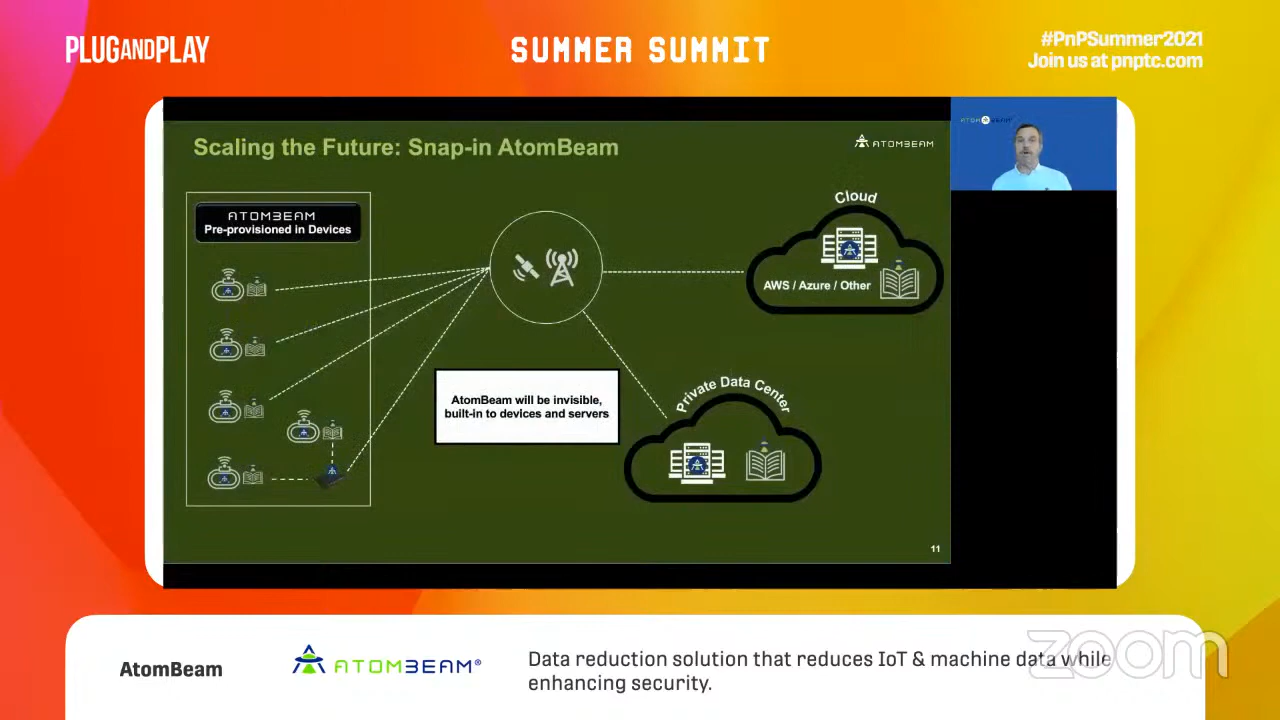 PLUGANDPLAY
SUMMER SUMMIT
#PnPSummer2021
Join us at pnptc.com
Scaling the Future: Snap-in AtomBeam
ATOMBEAM
ATOMBEAM
ATOMBEAM
Pre-provisioned in Devices
Cloud
AWS / Azure / Other
AtomBeam will be invisible,
built-in to devices and servers
Private Data Center
11
AtomBeam
ATOMBEAM®
Data reduction solution that reduces IoT & machine data while
enhancing security.
zoom